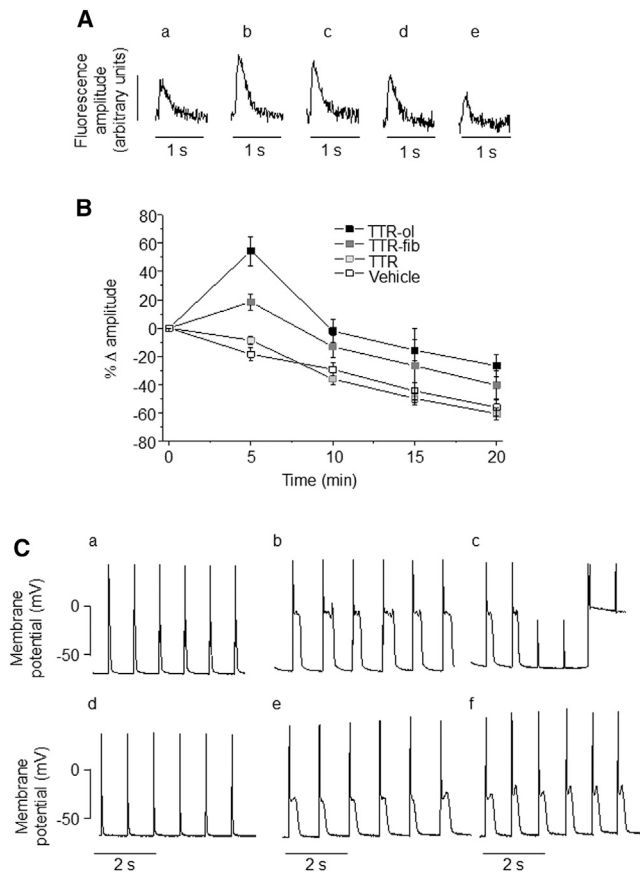 A
a b c d e
Fluorescence
amplitude
(arbitrary units)
1 s 1 s 1 s 1 s 1 s
B
80
60
40
20
0
-20
-40
-60
-80
% Δ amplitude
TTR-ol
TTR-fib
TTR
Vehicle
0 5 10 15 20
Time (min)
C
a b c
Membrane
potential (mV)
0
-50
d e f
Membrane
potential (mV)
0
-50
2 s 2 s 2 s